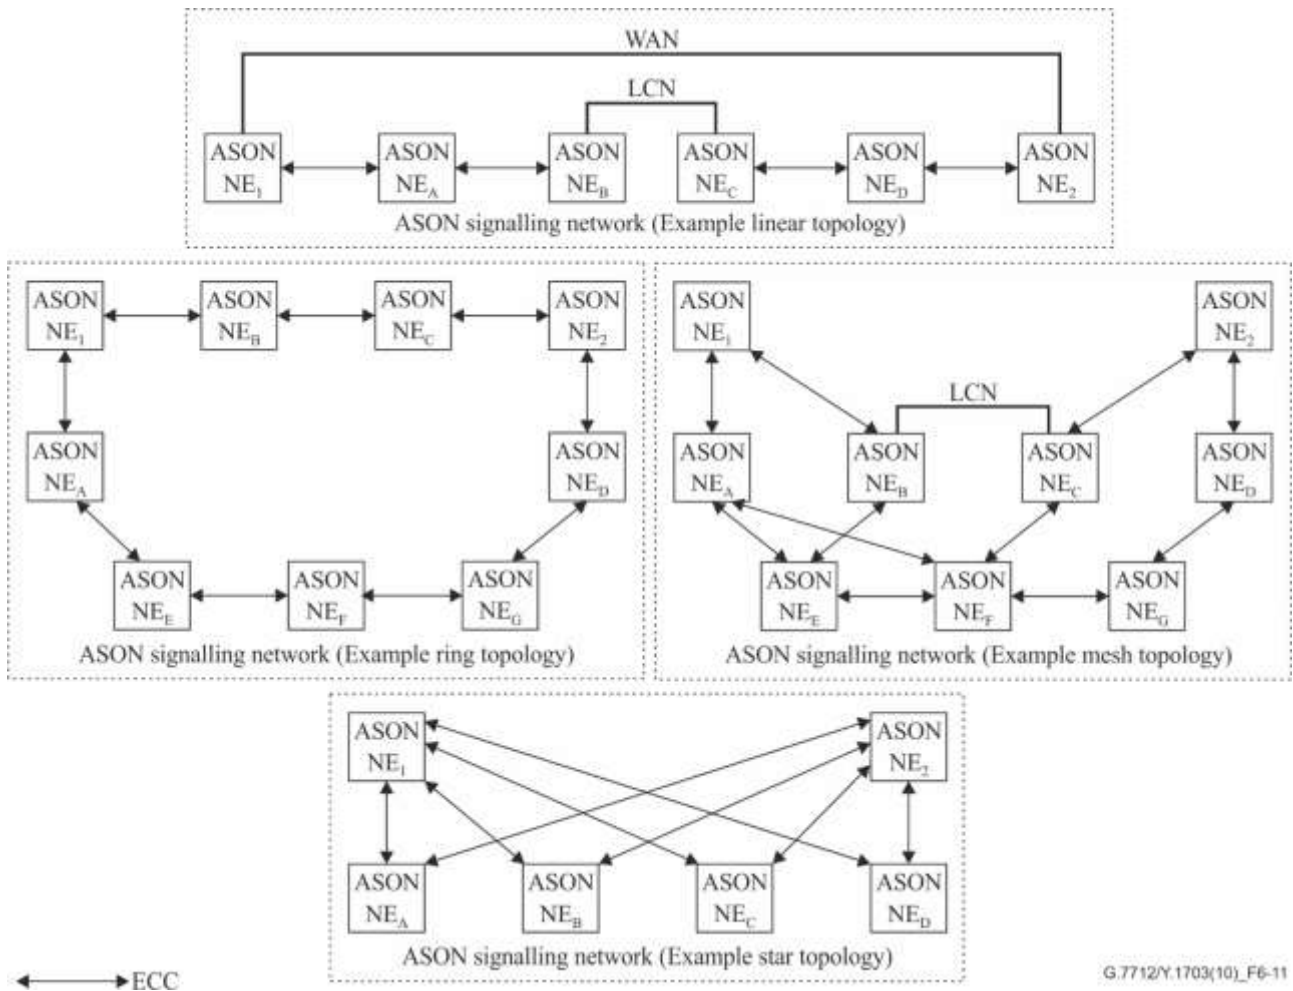 WAN
LCN
ASON ASON ASON ASON ASON ASON
NE1 NEA NEB NEC NED NE2
ASON signalling network (Example linear topology)
ASON ASON ASON ASON
NE1 NEB NEC NE2
ASON ASON
NEA NED
ASON ASON ASON
NEE NEF NEG
ASON signalling network (Example ring topology)
ASON ASON
NE1 NE2
LCN
ASON ASON ASON ASON
NEA NEB NEC NED
ASON ASON ASON
NEE NEF NEG
ASON signalling network (Example mesh topology)
ASON ASON
NE1 NE2
ASON ASON ASON ASON
NEA NEB NEC NED
ASON signalling network (Example star topology)
ECC
G.7712/Y.1703(10)_F6-11